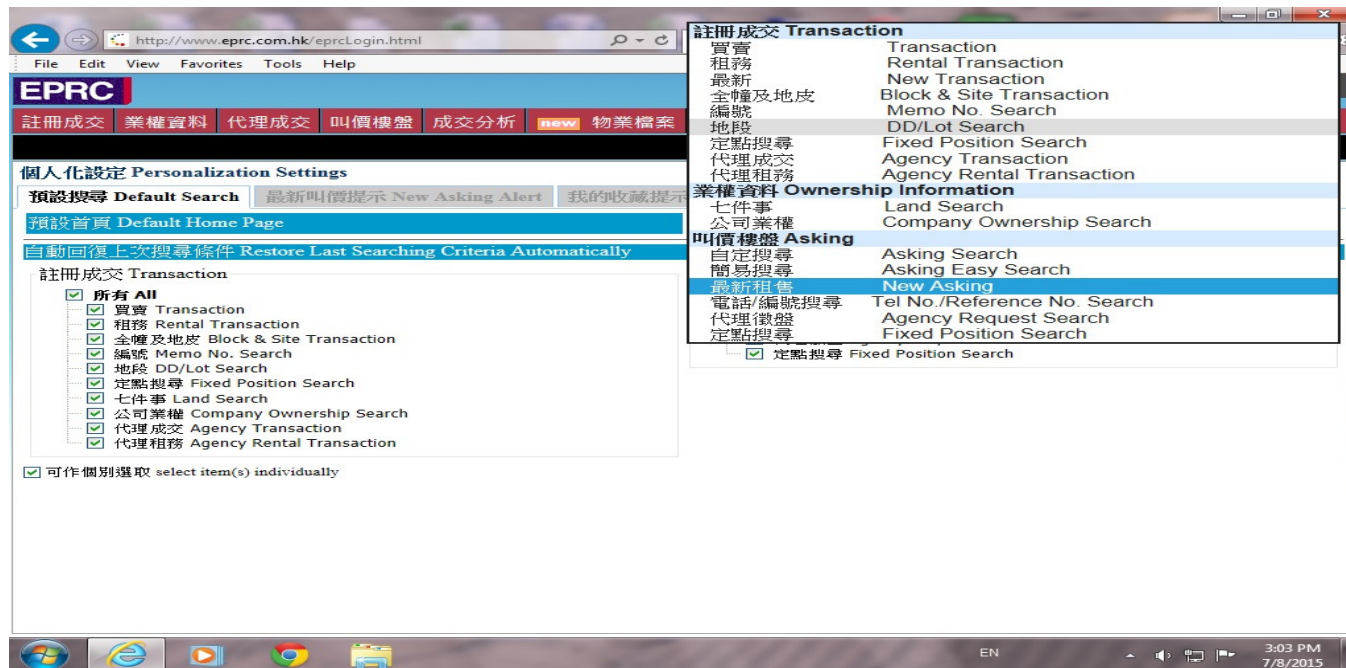 http://www.eprc.com.hk/eprcLogin.html
File Edit View Favorites Tools Help
EPRC
註冊成交 業權資料 代理成交 叫價樓盤 成交分析 new 物業檔案
個人化設定 Personalization Settings
預設搜尋 Default Search 最新叫價提示 New Asking Alert 我的收藏提示
預設首頁 Default Home Page
自動回復上次搜尋條件 Restore Last Searching Criteria Automatically
註冊成交 Transaction
所有 All
買賣 Transaction
租務 Rental Transaction
全幢及地皮 Block & Site Transaction
編號 Memo No. Search
地段 DD/Lot Search
定點搜尋 Fixed Position Search
七件事 Land Search
公司業權 Company Ownership Search
代理成交 Agency Transaction
代理租務 Agency Rental Transaction
可作個別選取 select item(s) individually
註冊成交 Transaction
買賣 Transaction
租務 Rental Transaction
最新 New Transaction
全幢及地皮 Block & Site Transaction
編號 Memo No. Search
地段 DD/Lot Search
定點搜尋 Fixed Position Search
代理成交 Agency Transaction
代理租務 Agency Rental Transaction
業權資料 Ownership Information
七件事 Land Search
公司業權 Company Ownership Search
叫價樓盤 Asking
自定搜尋 Asking Search
簡易搜尋 Asking Easy Search
最新租售 New Asking
電話/編號搜尋 Tel No./Reference No. Search
代理徵盤 Agency Request Search
定點搜尋 Fixed Position Search
定點搜尋 Fixed Position Search
EN
3:03 PM
7/8/2015